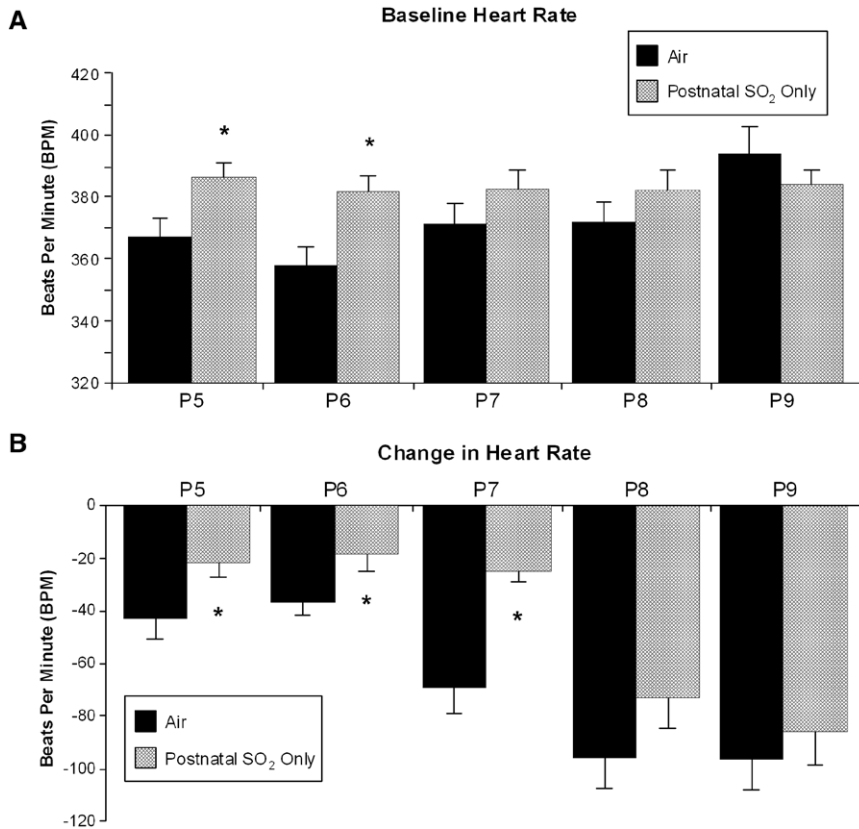 A
Baseline Heart Rate
Air
Postnatal SO₂ Only
Beats Per Minute (BPM)
420
400
380
360
340
320
*
*
P5 P6 P7 P8 P9
B
Change in Heart Rate
P5 P6 P7 P8 P9
Beats Per Minute (BPM)
0
-20
-40
-60
-80
-100
-120
*
*
*
Air
Postnatal SO₂ Only